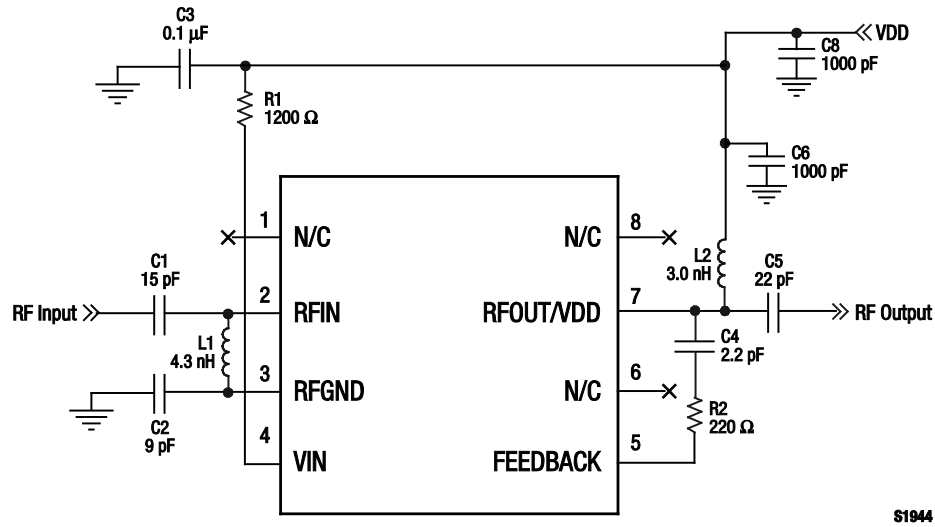 C3
0.1 µF
VDD
C8
1000 pF
R1
1200 Ω
C6
1000 pF
1
N/C
N/C
8
L2
3.0 nH
C1
15 pF
C5
22 pF
RF Input
2
RFIN
RFOUT/VDD
7
RF Output
L1
4.3 nH
C4
2.2 pF
3
RFGND
N/C
6
C2
9 pF
R2
220 Ω
4
VIN
FEEDBACK
5
S1944